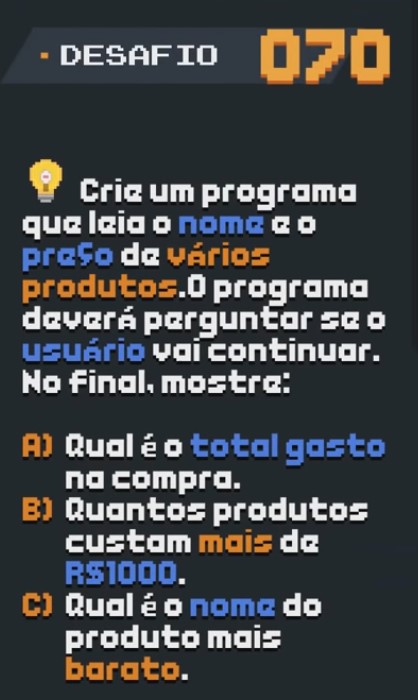 DESAFIO 070
Crie um programa
que leia o nome e o
preço de vários
produtos.O programa
deverá perguntar se o
usuário vai continuar.
No final, mostre:
A) Qual é o total gasto
na compra.
B) Quantos produtos
custam mais de
R$1000.
C) Qual é o nome do
produto mais
barato.